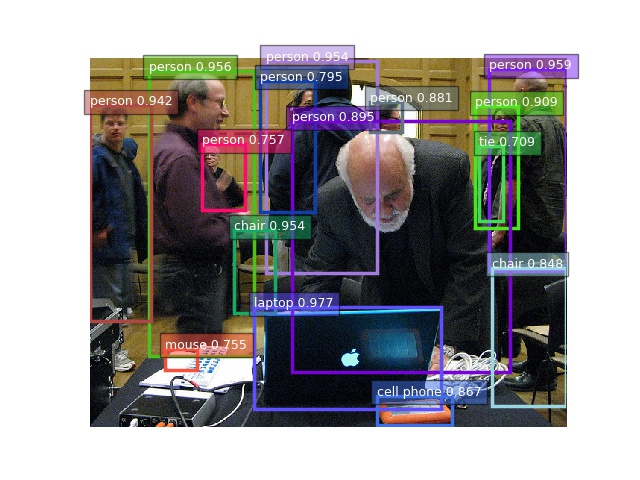 person 0.954
person 0.959
person 0.956
person 0.795
person 0.942
person 0.881
person 0.909
person 0.895
person 0.757
tie 0.709
chair 0.954
chair 0.848
laptop 0.977
mouse 0.755
cell phone 0.867